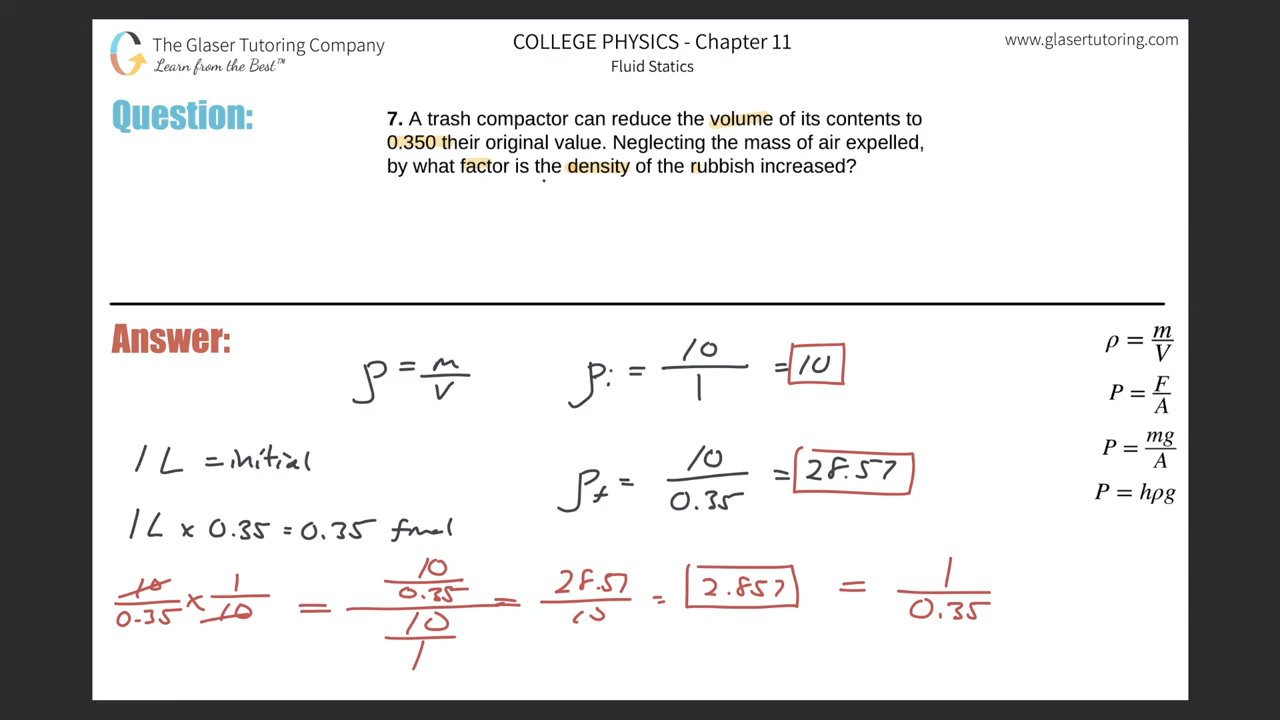 The Glaser Tutoring Company
Learn from the Best™
COLLEGE PHYSICS - Chapter 11
Fluid Statics
www.glasertutoring.com
Question:
7. A trash compactor can reduce the volume of its contents to
0.350 their original value. Neglecting the mass of air expelled,
by what factor is the density of the rubbish increased?
Answer:
ρ = m/V
ρi = 10/1 = 10
1L = initial
ρf = 10/0.35 = 28.57
1L x 0.35 = 0.35 final
10/0.35 x 1/10 = (10/0.35)/(10/1) = 28.57/10 = 2.857 = 1/0.35
ρ = m/V
P = F/A
P = mg/A
P = hρg